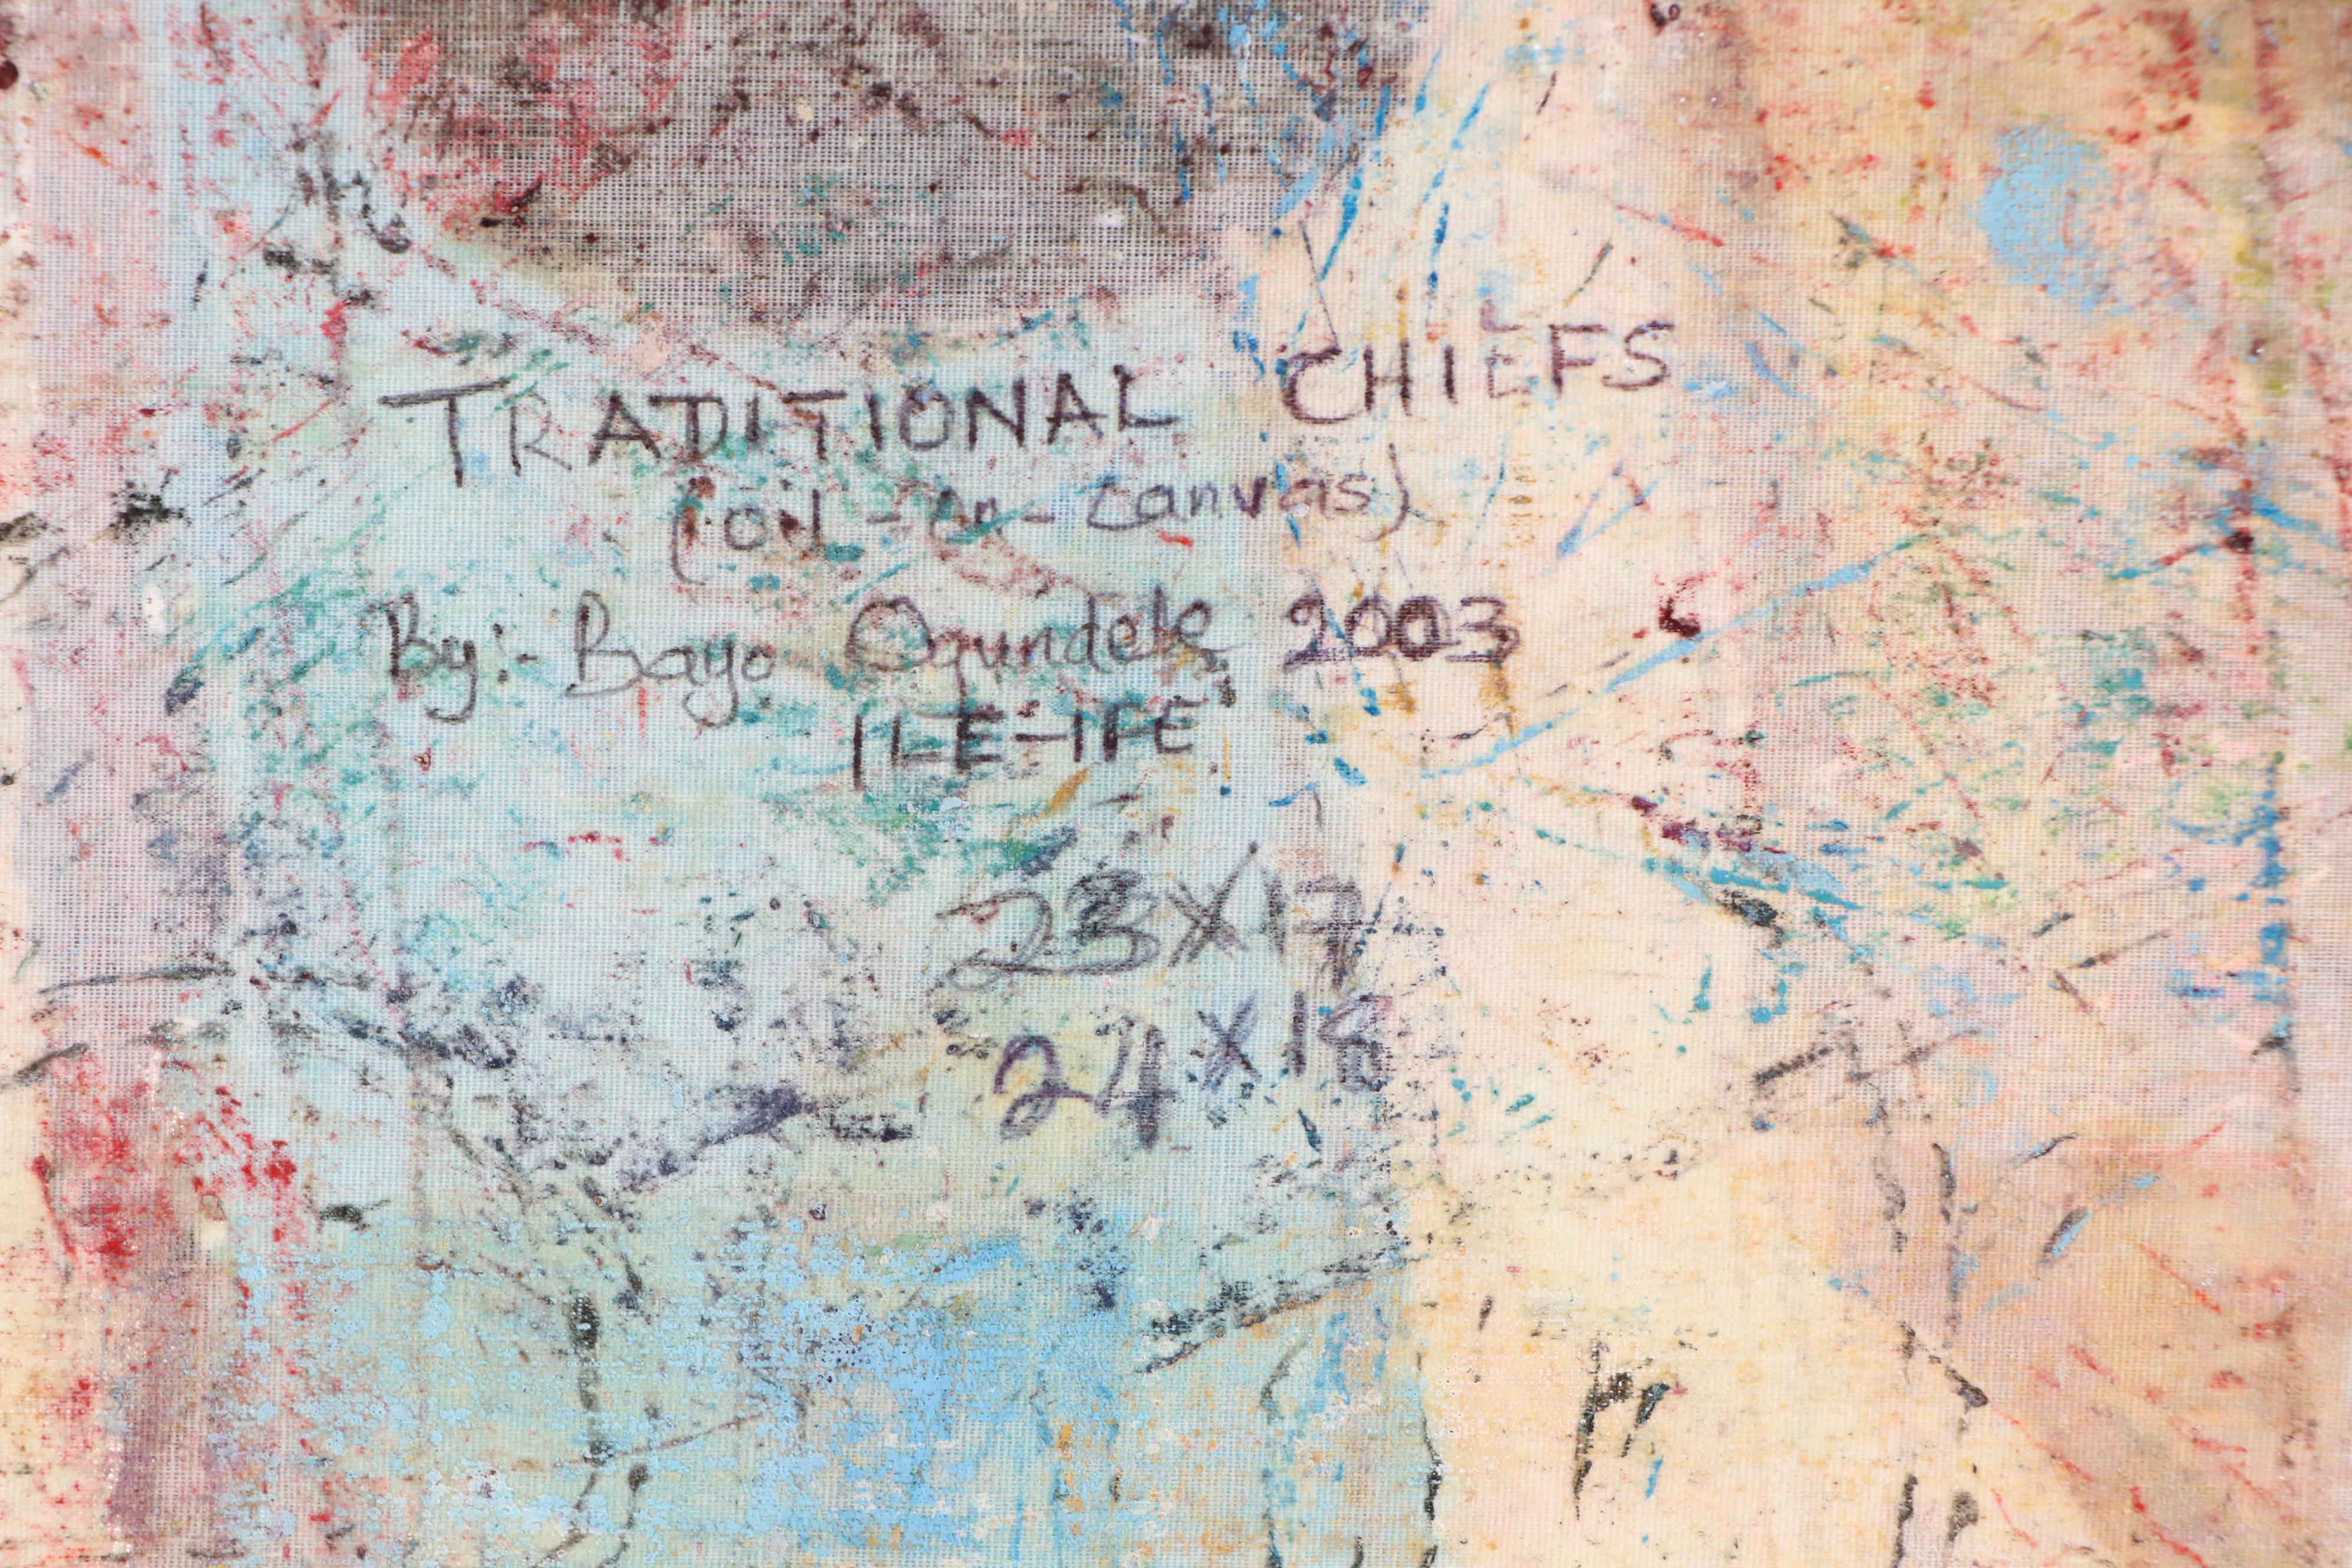 TRADITIONAL CHIEFS
(oil-on-canvas)
By:- Bayo Ogundele 2003
ILE-IFE
23X17
24X18